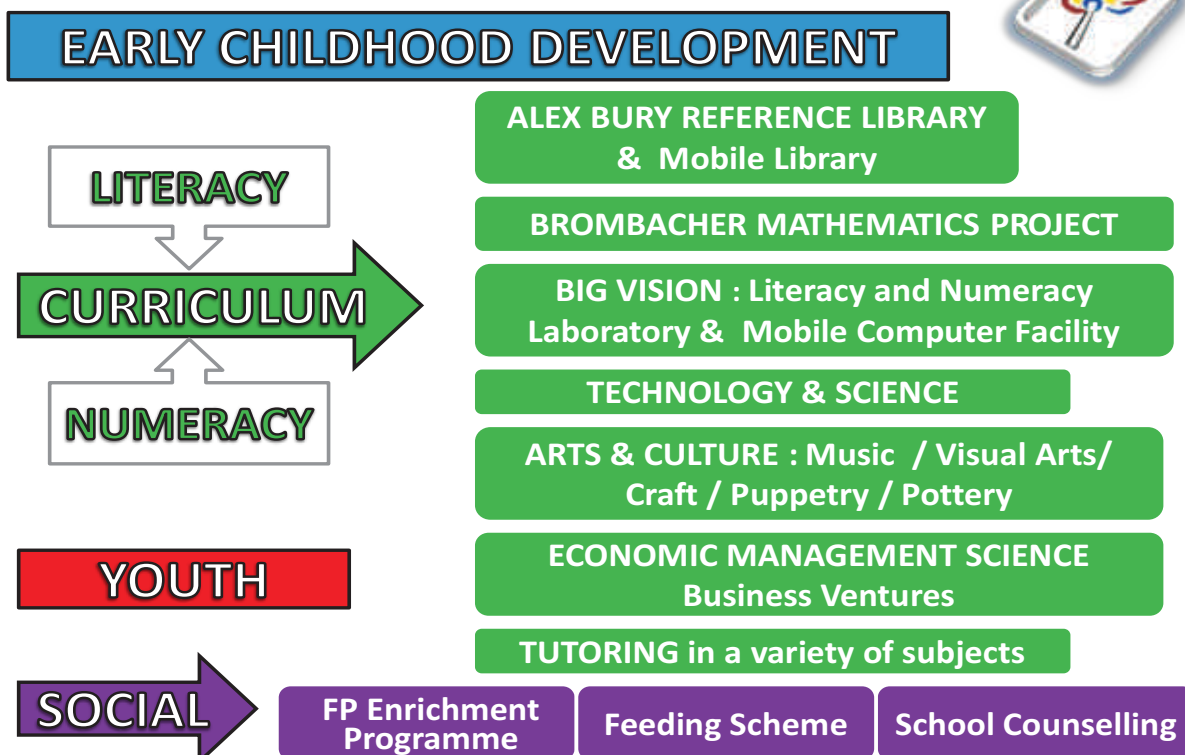 EARLY CHILDHOOD DEVELOPMENT
ALEX BURY REFERENCE LIBRARY
& Mobile Library
LITERACY
BROMBACHER MATHEMATICS PROJECT
CURRICULUM
BIG VISION : Literacy and Numeracy
Laboratory & Mobile Computer Facility
NUMERACY
TECHNOLOGY & SCIENCE
ARTS & CULTURE : Music / Visual Arts/
Craft / Puppetry / Pottery
YOUTH
ECONOMIC MANAGEMENT SCIENCE
Business Ventures
TUTORING in a variety of subjects
SOCIAL
FP Enrichment
Programme
Feeding Scheme
School Counselling